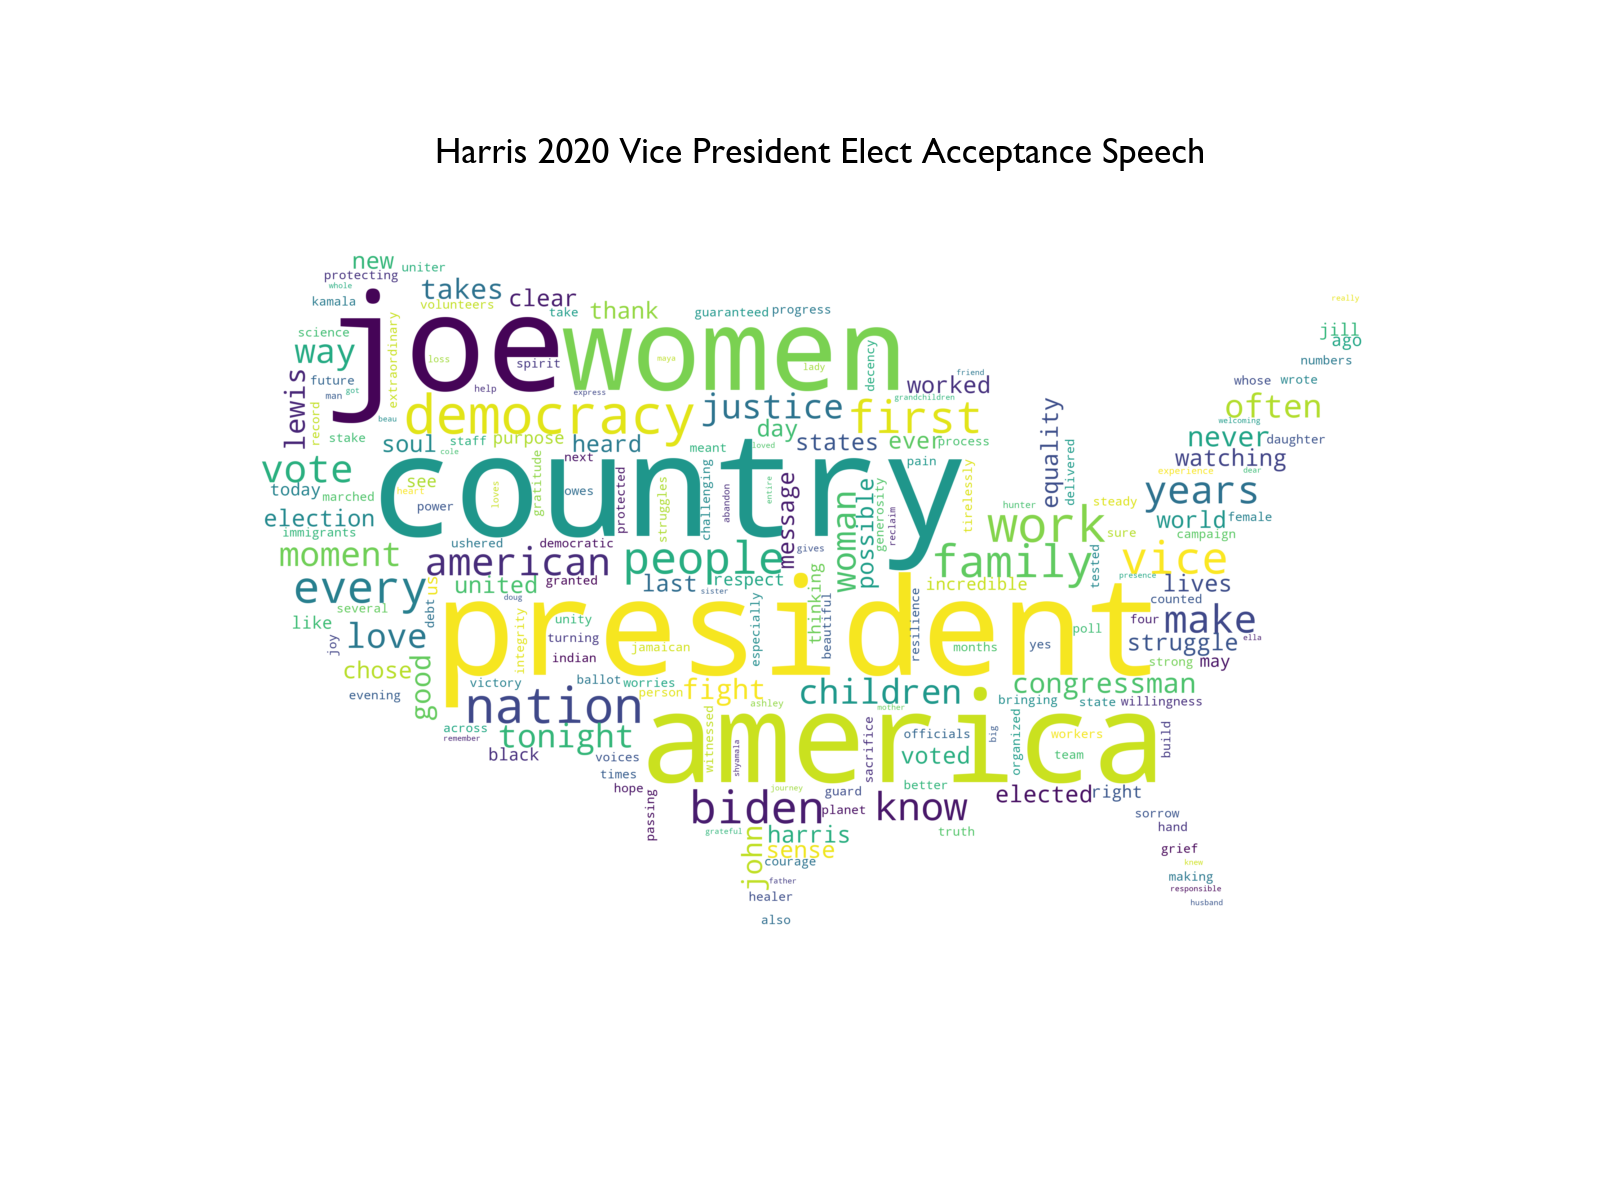 Harris 2020 Vice President Elect Acceptance Speech
new
uniter
protecting
whole
kamala
takes
volunteers
clear
take
thank
guaranteed
progress
really
joe
women
science
way
extraordinary
loss
spirit
maya
lady
decency
jill
ago
numbers
future
man
got
help
express
friend
worked
grandchildren
whose
wrote
lewis
record
beau
democracy
justice
first
often
welcoming
stake
soul
cole
staff
purpose
heard
day
loved
states
ever
process
equality
never
daughter
watching
vote
see
heart
country
next
meant
pain
delivered
experience
dear
today
marched
power
loves
gratitude
owes
protected
struggles
challenging
abandon
entire
message
woman
possible
generosity
reclaim
tirelessly
hunter
steady
years
election
immigrants
ushered
democratic
work
sure
world
female
campaign
moment
american
people
gives
family
tested
vice
presence
every
us
debt
united
granted
last
respect
sister
thinking
incredible
lives
counted
several
like
doug
president
joy
love
integrity
unity
turning
indian
jamaican
especially
beautiful
resilience
months
yes
poll
four
make
struggle
ella
strong
may
chose
good
victory
ballot
worries
person
fight
ashley
children
mother
congressman
bringing
state
willingness
evening
nation
america
across
remember
tonight
black
voices
witnessed
shyamala
sacrifice
officials
voted
big
organized
workers
team
build
times
hope
passing
journey
better
biden
guard
planet
know
elected
right
grateful
john
harris
truth
sorrow
hand
sense
courage
grief
knew
father
making
responsible
healer
husband
also